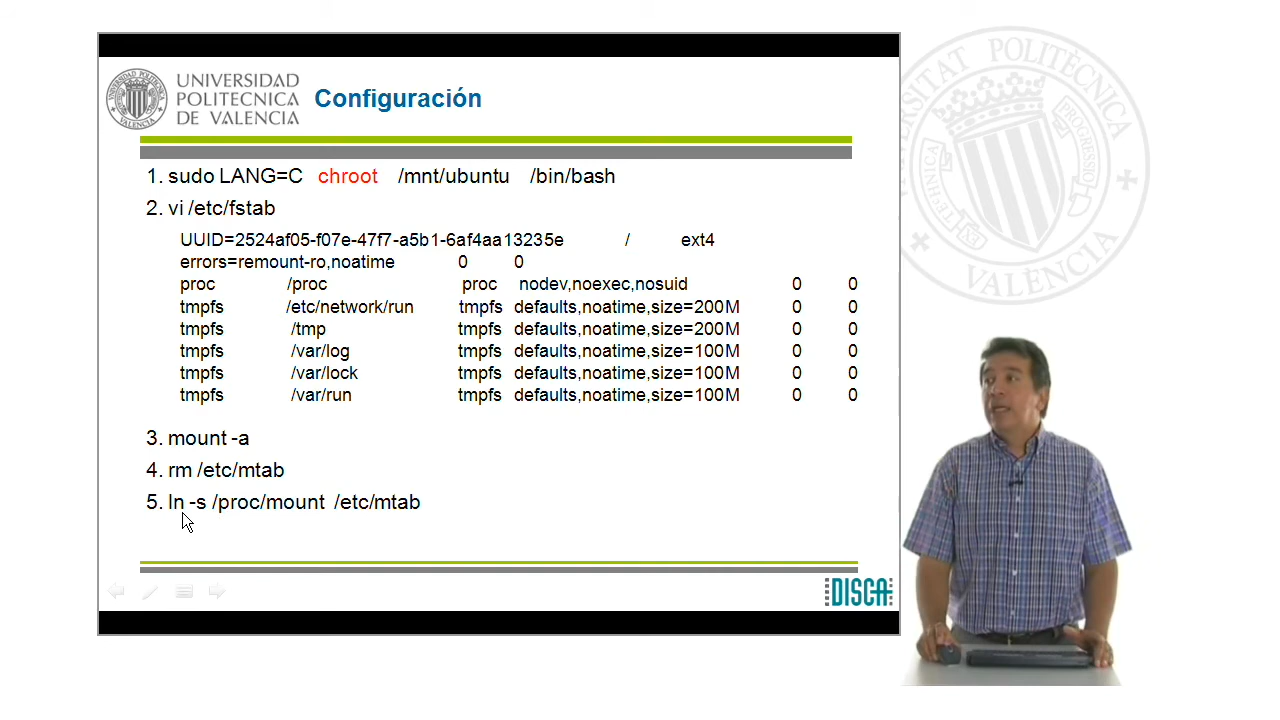 UNIVERSIDAD
POLITECNICA
DE VALENCIA
Configuración
1. sudo LANG=C chroot /mnt/ubuntu /bin/bash
2. vi /etc/fstab
UUID=2524af05-f07e-47f7-a5b1-6af4aa13235e / ext4
errors=remount-ro,noatime 0 0
proc /proc proc nodev,noexec,nosuid 0 0
tmpfs /etc/network/run tmpfs defaults,noatime,size=200M 0 0
tmpfs /tmp tmpfs defaults,noatime,size=200M 0 0
tmpfs /var/log tmpfs defaults,noatime,size=100M 0 0
tmpfs /var/lock tmpfs defaults,noatime,size=100M 0 0
tmpfs /var/run tmpfs defaults,noatime,size=100M 0 0
3. mount -a
4. rm /etc/mtab
5. ln -s /proc/mount /etc/mtab
DISCA
UNIVERSITAT POLITÈCNICA
DE VALÈNCIA